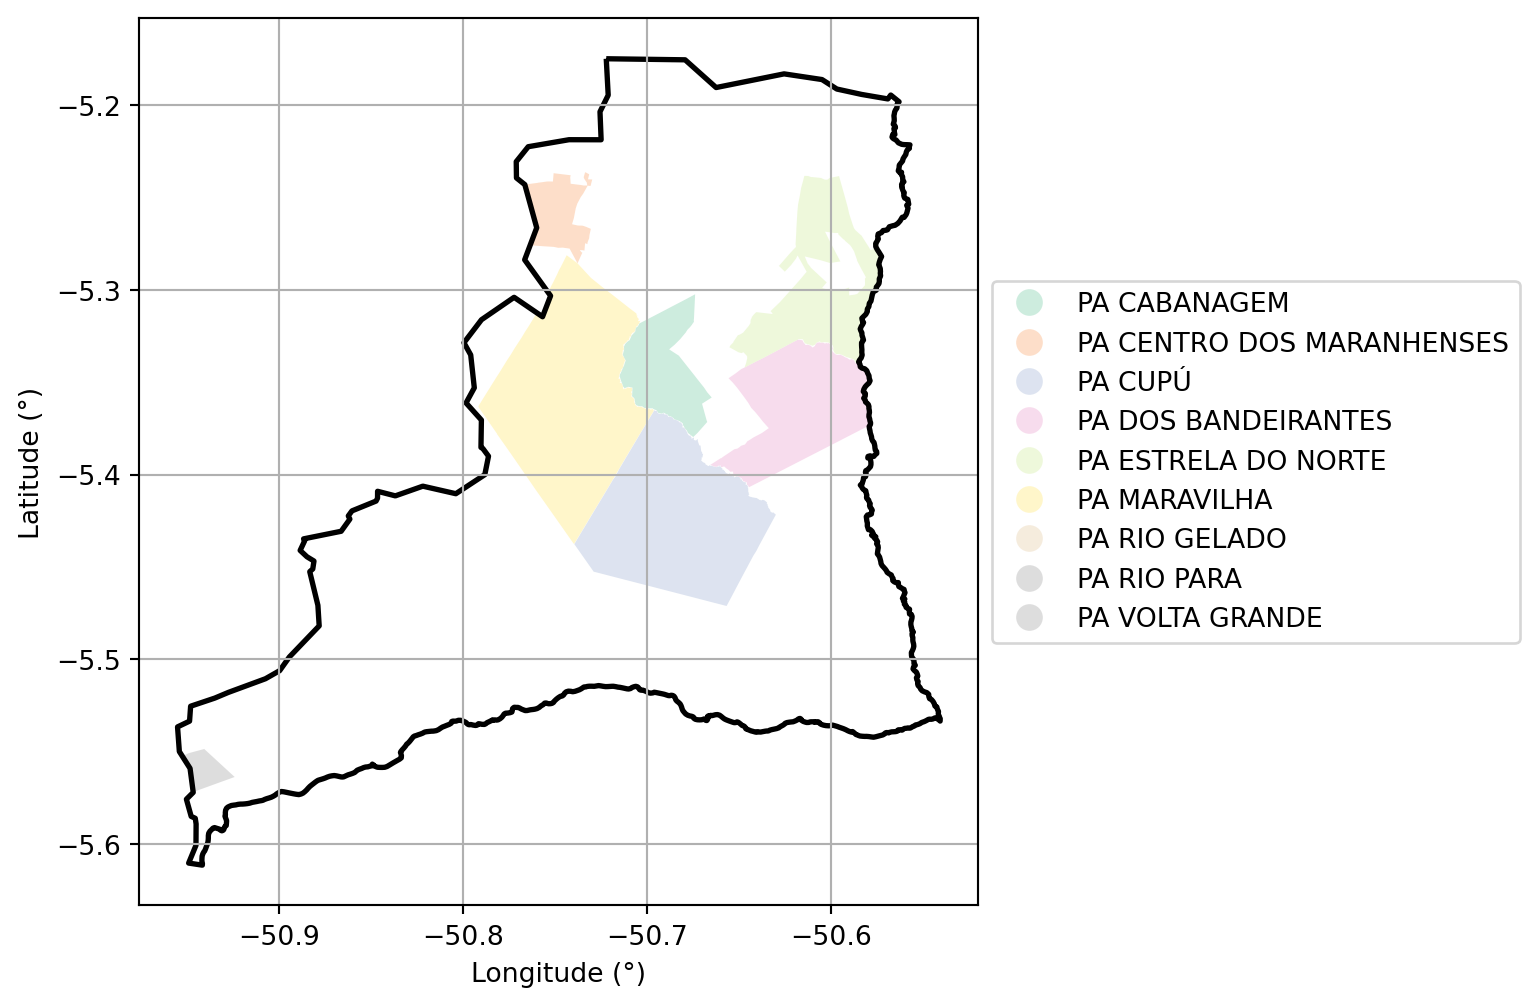 −5.2
−5.3
−5.4
−5.5
−5.6
Latitude (°)
−50.9
−50.8
−50.7
−50.6
Longitude (°)
PA CABANAGEM
PA CENTRO DOS MARANHENSES
PA CUPÚ
PA DOS BANDEIRANTES
PA ESTRELA DO NORTE
PA MARAVILHA
PA RIO GELADO
PA RIO PARA
PA VOLTA GRANDE